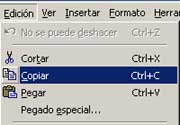 Edición Ver Insertar Formato Herra
No se puede deshacer Ctrl+Z
Cortar Ctrl+X
Copiar Ctrl+C
Pegar Ctrl+V
Pegado especial...